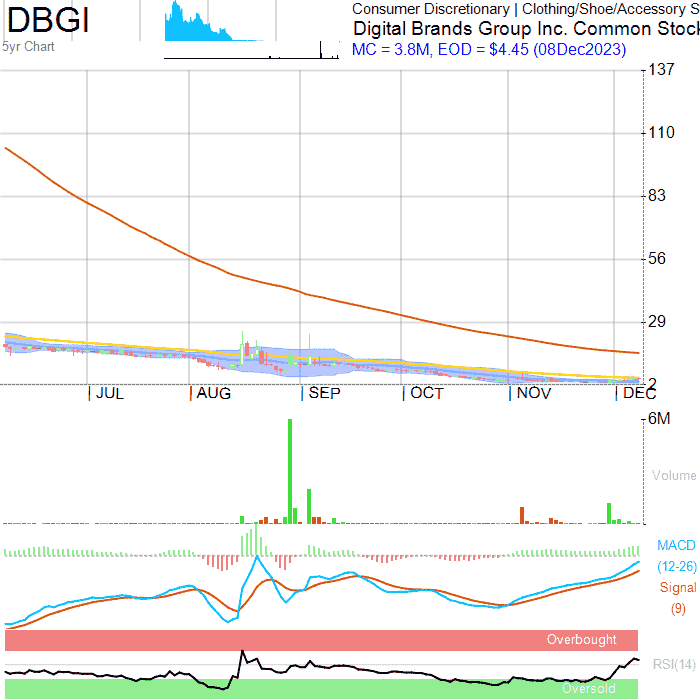 DBGI
5yr Chart
Consumer Discretionary | Clothing/Shoe/Accessory S
Digital Brands Group Inc. Common Stoc
MC = 3.8M, EOD = $4.45 (08Dec2023)
137
110
83
56
29
2
JUL
AUG
SEP
OCT
NOV
DEC
6M
Volume
MACD
(12-26)
Signal
(9)
Overbought
RSI(14)
Oversold